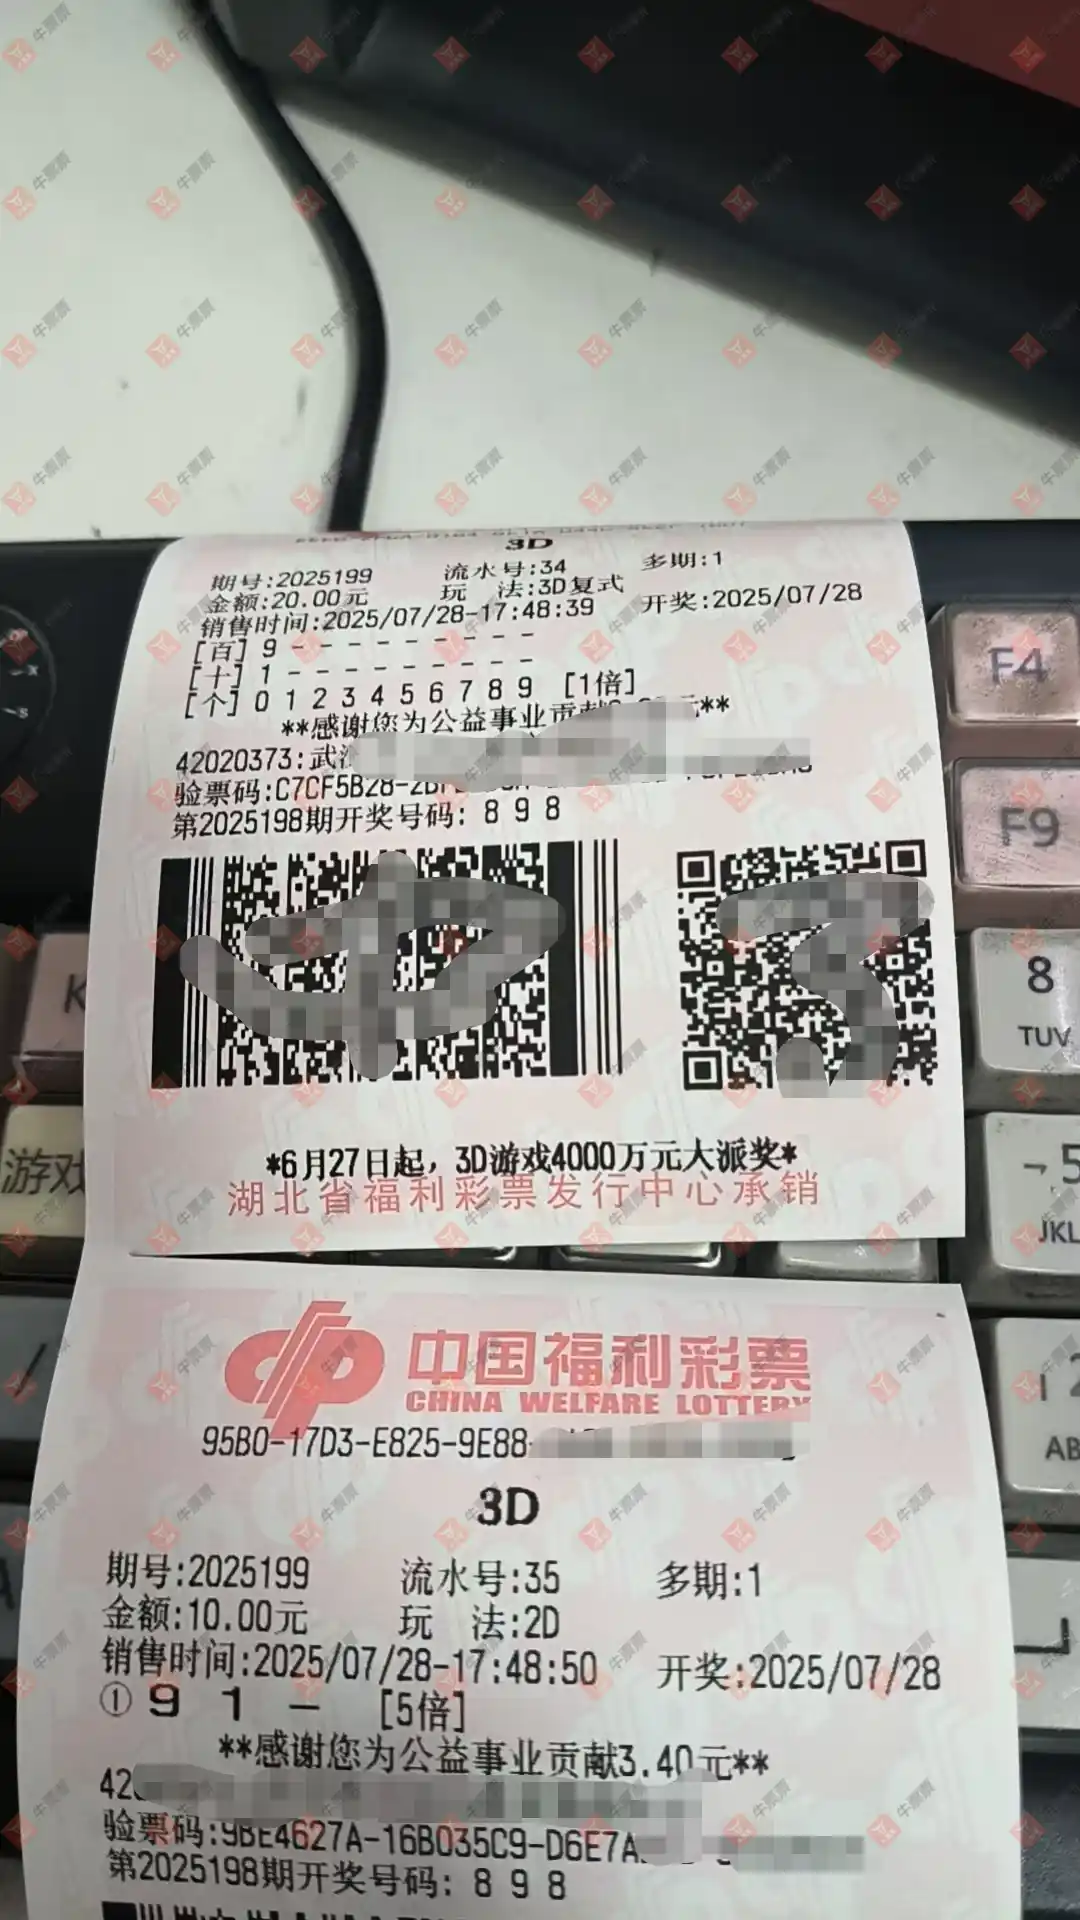 3D
期号:2025199 流水号:34 多期:1
金额:20.00元 玩 法:3D复式
销售时间:2025/07/28-17:48:39 开奖:2025/07/28
[百] 9 - - - - - - - - -
[十] 1 - - - - - - - - -
[个] 0 1 2 3 4 5 6 7 8 9 [1倍]
**感谢您为公益事业贡献 元**
42020373:武
验票码:C7CF5B28-
第2025198期开奖号码: 8 9 8
*6月27日起，3D游戏4000万元大派奖*
湖北省福利彩票发行中心承销
中国福利彩票
CHINA WELFARE LOTTERY
95B0-17D3-E825-9E88-
3D
期号:2025199 流水号:35 多期:1
金额:10.00元 玩 法:2D
销售时间:2025/07/28-17:48:50 开奖:2025/07/28
① 9 1 - [5倍]
**感谢您为公益事业贡献3.40元**
42
验票码:9BE4627A-16B035C9-D6E7A
第2025198期开奖号码: 8 9 8
F4
F9
8
TUV
5
JKL
2
AB
K
游戏
/
牛票票